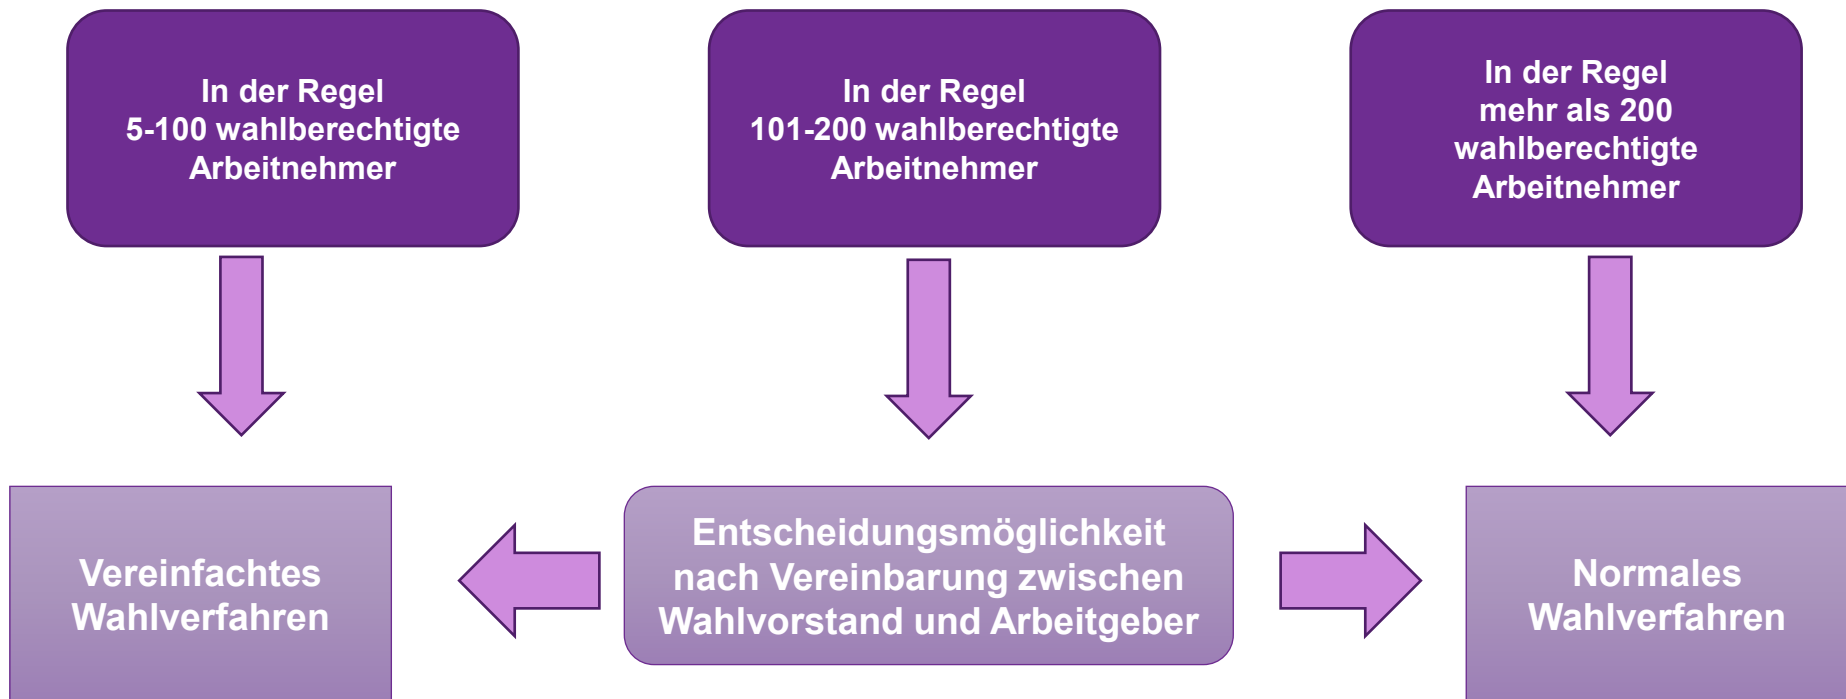 In der Regel
5-100 wahlberechtigte
Arbeitnehmer
In der Regel
101-200 wahlberechtigte
Arbeitnehmer
In der Regel
mehr als 200
wahlberechtigte
Arbeitnehmer
Vereinfachtes
Wahlverfahren
Entscheidungsmöglichkeit
nach Vereinbarung zwischen
Wahlvorstand und Arbeitgeber
Normales
Wahlverfahren